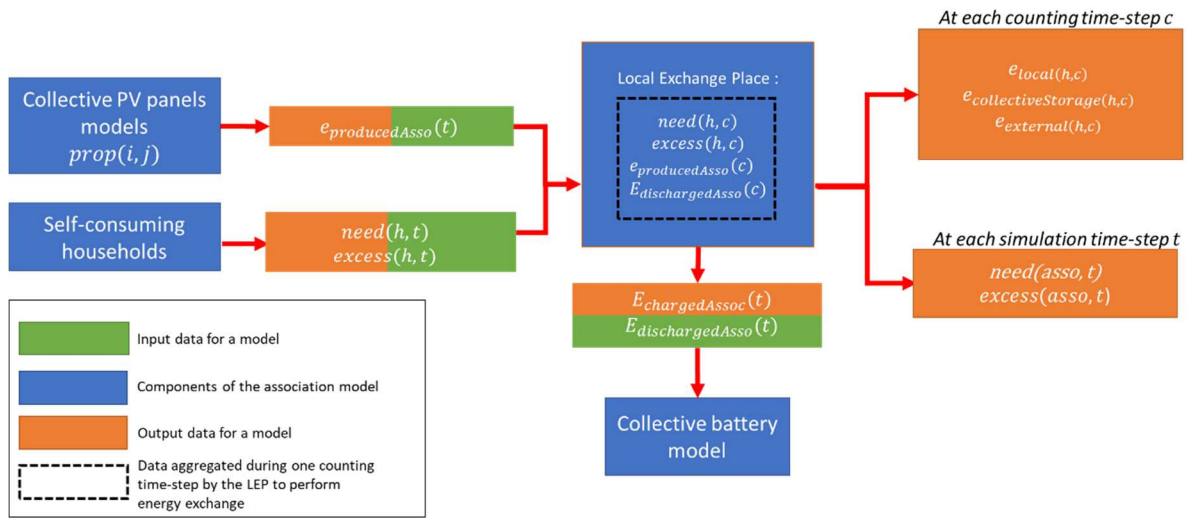 At each counting time-step c
Collective PV panels
models
prop(i, j)
e_producedAsso(t)
Local Exchange Place :
need(h, c)
excess(h, c)
e_producedAsso(c)
E_dischargedAsso(c)
e_local(h,c)
e_collectiveStorage(h,c)
e_external(h,c)
Self-consuming
households
need(h, t)
excess(h, t)
At each simulation time-step t
need(asso, t)
excess(asso, t)
E_chargedAssoc(t)
E_dischargedAsso(t)
Collective battery
model
Input data for a model
Components of the association model
Output data for a model
Data aggregated during one counting
time-step by the LEP to perform
energy exchange